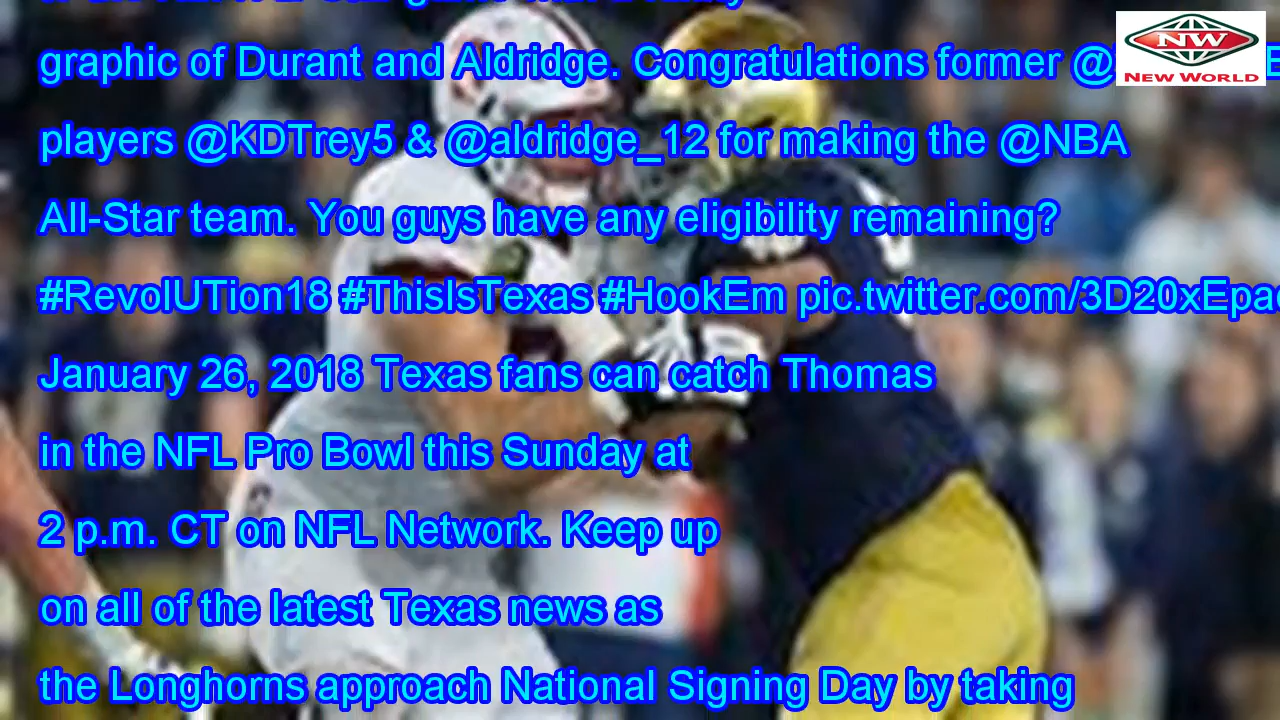 graphic of Durant and Aldridge. Congratulations former @
players @KDTrey5 & @aldridge_12 for making the @NBA
All-Star team. You guys have any eligibility remaining?
#RevolUTion18 #ThisIsTexas #HookEm pic.twitter.com/3D20xEpac
January 26, 2018 Texas fans can catch Thomas
in the NFL Pro Bowl this Sunday at
2 p.m. CT on NFL Network. Keep up
on all of the latest Texas news as
the Longhorns approach National Signing Day by taking
NW
NEW WORLD